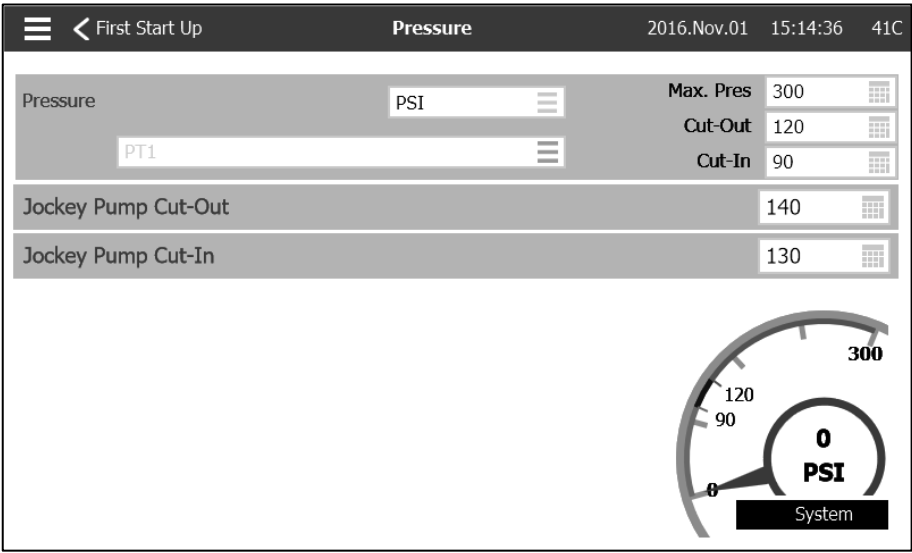 First Start Up Pressure 2016.Nov.01 15:14:36 41C
Pressure PSI Max. Pres 300
Cut-Out 120
PT1 Cut-In 90
Jockey Pump Cut-Out 140
Jockey Pump Cut-In 130
300
120
90
0
PSI
0
System